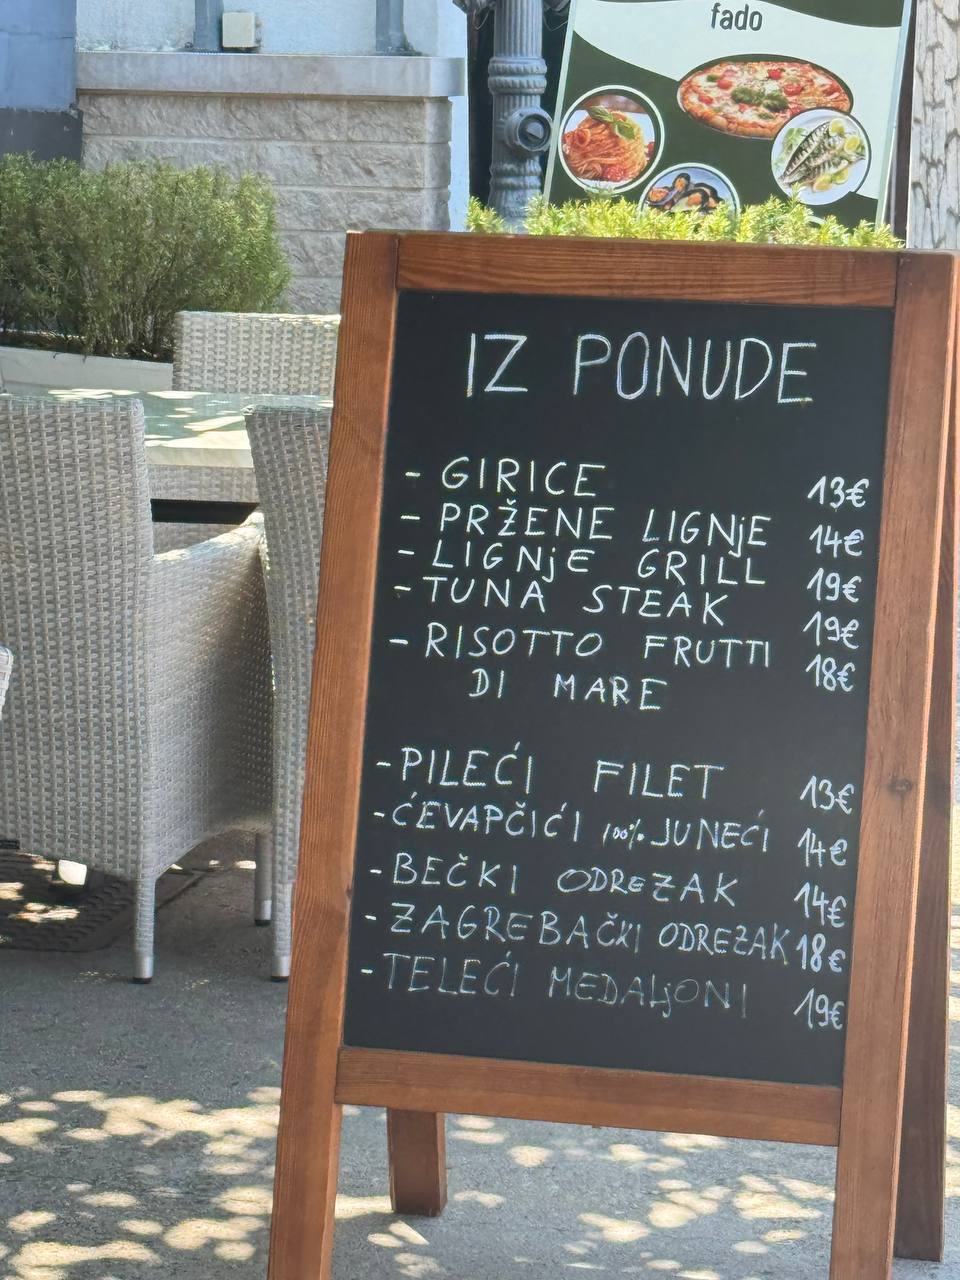 fado
IZ PONUDE
- GIRICE 13€
- PRŽENE LIGNjE 14€
- LIGNjE GRILL 19€
- TUNA STEAK 19€
- RISOTTO FRUTTI 18€
DI MARE
- PILEĆI FILET 13€
- ĆEVAPČIĆI 100% JUNEĆI 14€
- BEČKI ODREZAK 14€
- ZAGREBAČKI ODREZAK 18€
- TELEĆI MEDALjONI 19€